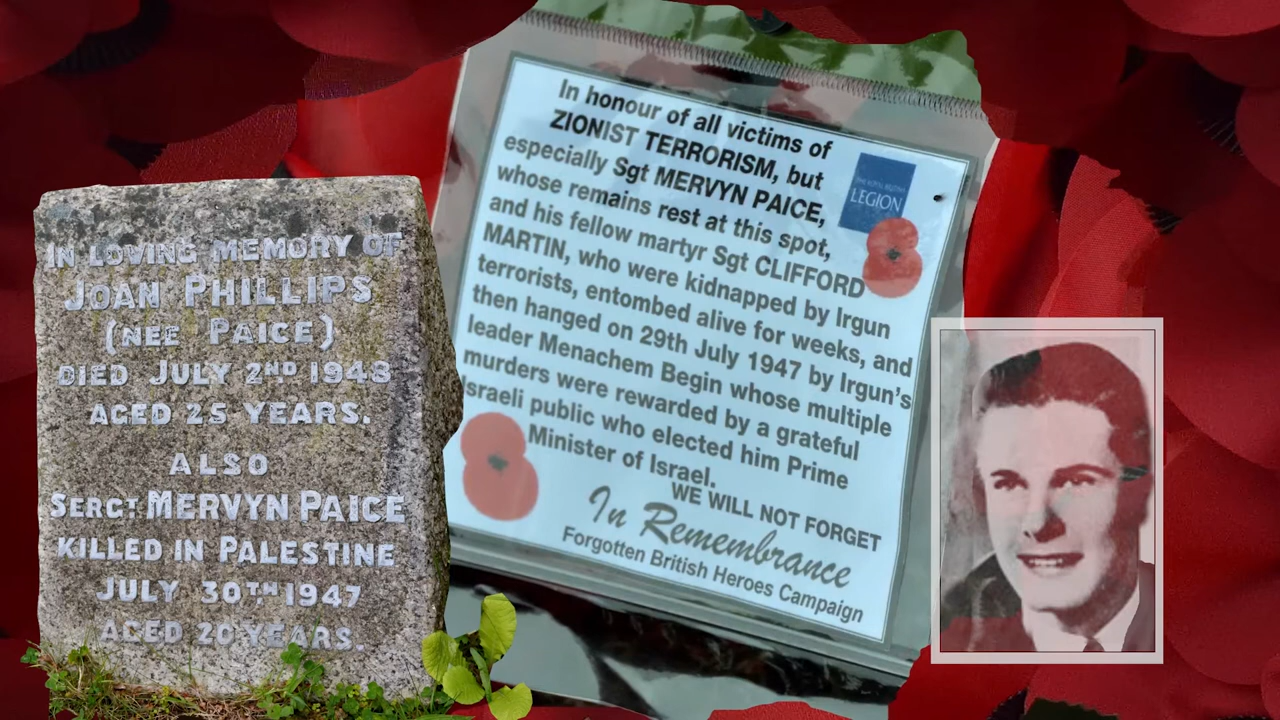 IN LOVING MEMORY OF
JOAN PHILLIPS
(NEE PAICE)
DIED JULY 2ND 1948
AGED 25 YEARS.
ALSO
SERGT MERVYN PAICE
KILLED IN PALESTINE
JULY 30TH 1947
AGED 20 YEARS.
In honour of all victims of
ZIONIST TERRORISM, but
especially Sgt MERVYN PAICE,
whose remains rest at this spot,
and his fellow martyr Sgt CLIFFORD
MARTIN, who were kidnapped by Irgun
terrorists, entombed alive for weeks, and
then hanged on 29th July 1947 by Irgun's
leader Menachem Begin whose multiple
murders were rewarded by a grateful
Israeli public who elected him Prime
Minister of Israel.
WE WILL NOT FORGET
In Remembrance
Forgotten British Heroes Campaign
THE ROYAL BRITISH
LEGION